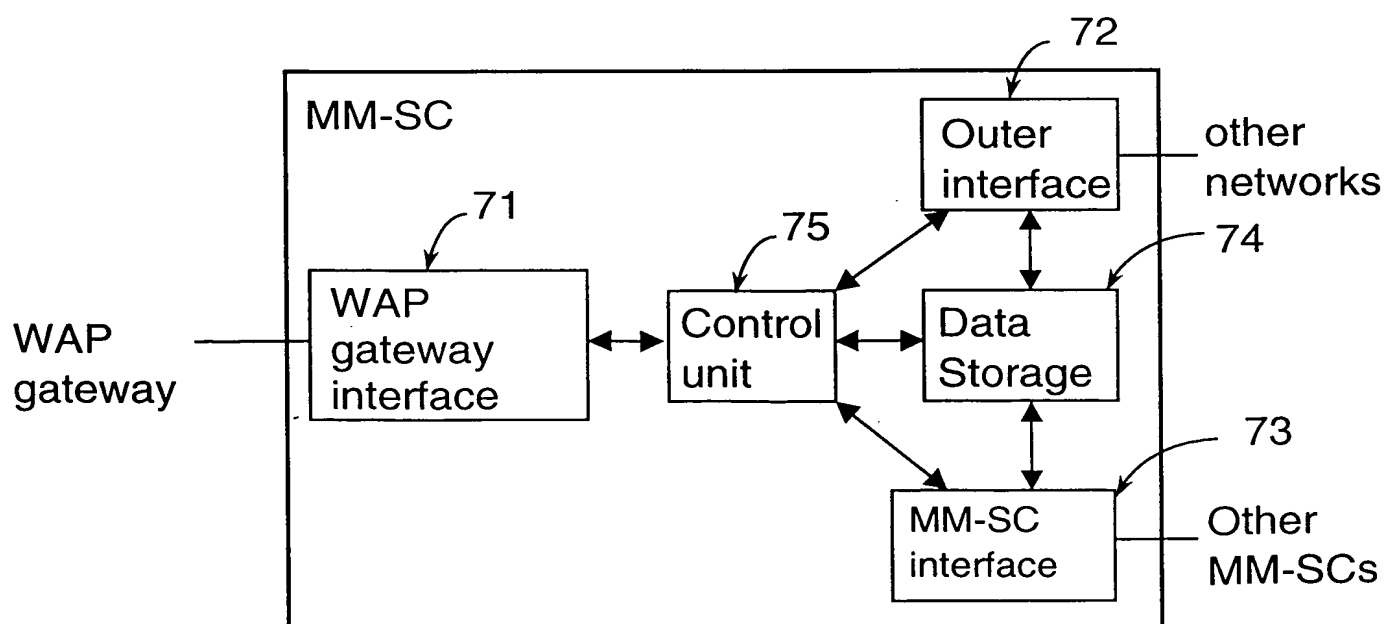 72
MM-SC
Outer
interface
other
networks
71
75
74
WAP
gateway
interface
Control
unit
Data
Storage
WAP
gateway
73
MM-SC
interface
Other
MM-SCs